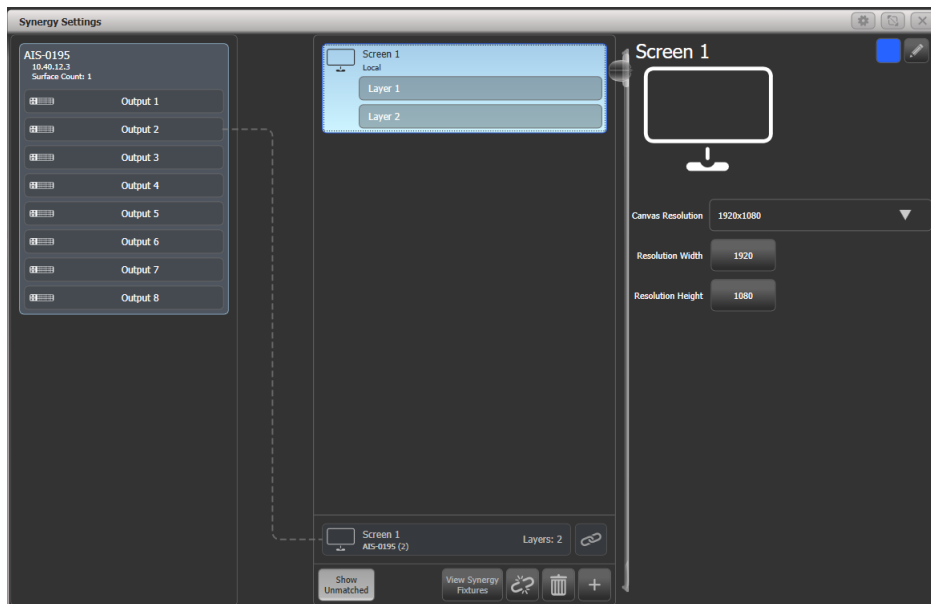 Synergy Settings
AIS-0195
10.40.12.3
Surface Count: 1
Output 1
Output 2
Output 3
Output 4
Output 5
Output 6
Output 7
Output 8
Screen 1
Local
Layer 1
Layer 2
Screen 1
AIS-0195 (2)
Layers: 2
Show
Unmatched
View Synergy
Fixtures
Screen 1
Canvas Resolution 1920x1080
Resolution Width 1920
Resolution Height 1080